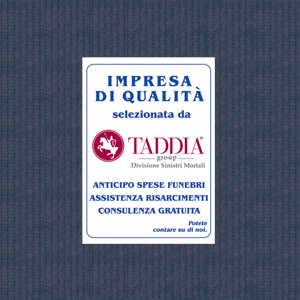 IMPRESA
DI QUALITÀ
selezionata da
TADDIA®
group
Divisione Sinistri Mortali
ANTICIPO SPESE FUNEBRI
ASSISTENZA RISARCIMENTI
CONSULENZA GRATUITA
Potete
contare su di noi.